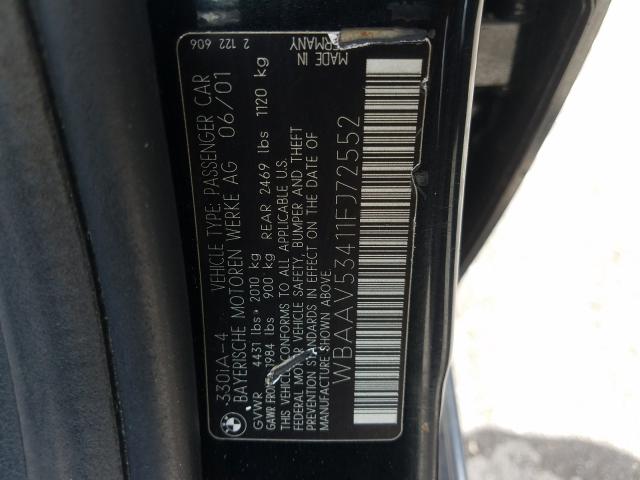 330iA-4 VEHICLE TYPE: PASSENGER CAR
BAYERISCHE MOTOREN WERKE AG 06/01
GVWR 4431 lbs 2010 kg
GAWR FRONT 1984 lbs 900 kg REAR 2469 lbs 1120 kg
THIS VEHICLE CONFORMS TO ALL APPLICABLE U.S.
FEDERAL MOTOR VEHICLE SAFETY, BUMPER AND THEFT
PREVENTION STANDARDS IN EFFECT ON THE DATE
OF MANUFACTURE SHOWN ABOVE.
WBAAV53411FJ72552
2 122 606
MADE IN
GERMANY
BMW